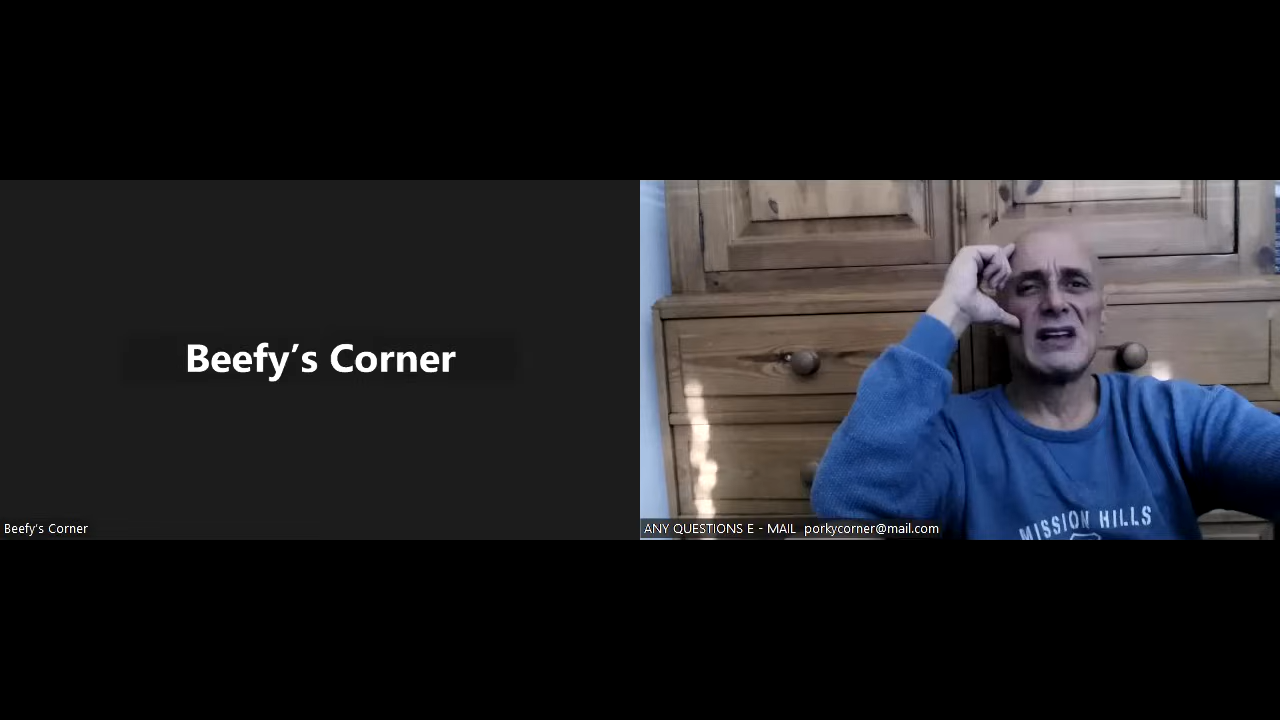 Beefy’s Corner
Beefy's Corner
ANY QUESTIONS E - MAIL  porkycorner@mail.com
MISSION HILLS